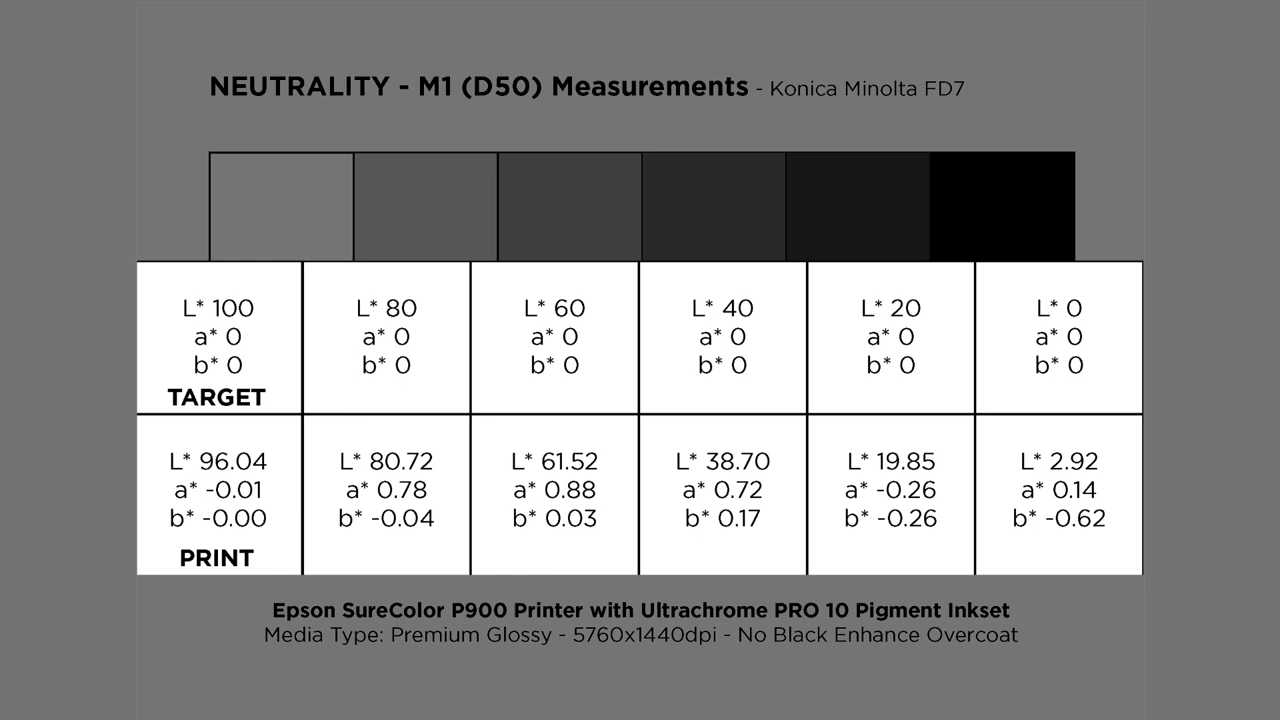 NEUTRALITY - M1 (D50) Measurements - Konica Minolta FD7
L* 100
a* 0
b* 0
TARGET
L* 80
a* 0
b* 0
L* 60
a* 0
b* 0
L* 40
a* 0
b* 0
L* 20
a* 0
b* 0
L* 0
a* 0
b* 0
L* 96.04
a* -0.01
b* -0.00
PRINT
L* 80.72
a* 0.78
b* -0.04
L* 61.52
a* 0.88
b* 0.03
L* 38.70
a* 0.72
b* 0.17
L* 19.85
a* -0.26
b* -0.26
L* 2.92
a* 0.14
b* -0.62
Epson SureColor P900 Printer with Ultrachrome PRO 10 Pigment Inkset
Media Type: Premium Glossy - 5760x1440dpi - No Black Enhance Overcoat